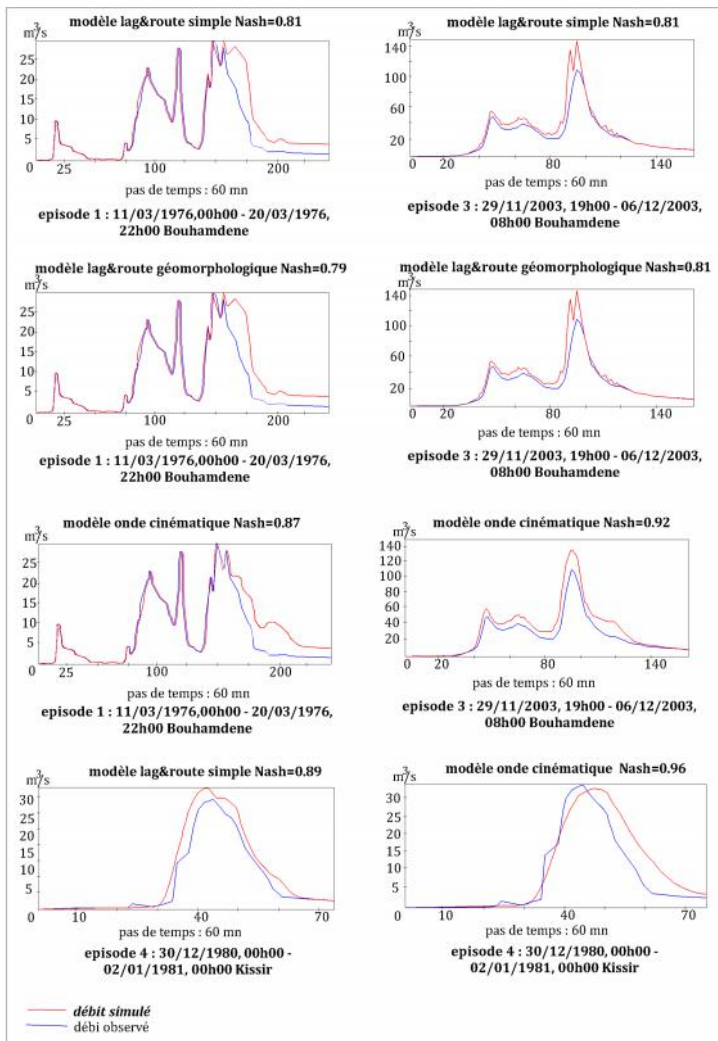 modèle lag&route simple Nash=0.81
m³/s
25
20
15
10
5
0
25
100
200
pas de temps : 60 mn
episode 1 : 11/03/1976,00h00 - 20/03/1976,
22h00 Bouhamdene
modèle lag&route simple Nash=0.81
m³/s
140
100
60
20
0
20
80
140
pas de temps : 60 mn
episode 3 : 29/11/2003, 19h00 - 06/12/2003,
08h00 Bouhamdene
modèle lag&route géomorphologique Nash=0.79
m³/s
25
20
15
10
5
0
25
100
200
pas de temps : 60 mn
episode 1 : 11/03/1976,00h00 - 20/03/1976,
22h00 Bouhamdene
modèle lag&route géomorphologique Nash=0.81
m³/s
140
100
60
20
0
20
80
140
pas de temps : 60 mn
episode 3 : 29/11/2003, 19h00 - 06/12/2003,
08h00 Bouhamdene
modèle onde cinématique Nash=0.87
m³/s
25
20
15
10
5
0
25
100
200
pas de temps : 60 mn
episode 1 : 11/03/1976,00h00 - 20/03/1976,
22h00 Bouhamdene
modèle onde cinématique Nash=0.92
m³/s
140
120
100
80
60
40
20
0
20
80
140
pas de temps : 60 mn
episode 3 : 29/11/2003, 19h00 - 06/12/2003,
08h00 Bouhamdene
modèle lag&route simple Nash=0.89
m³/s
30
25
20
15
10
5
0
10
40
70
pas de temps : 60 mn
episode 4 : 30/12/1980, 00h00 -
02/01/1981, 00h00 Kissir
modèle onde cinématique Nash=0.96
m³/s
30
25
20
15
10
5
0
10
40
70
pas de temps : 60 mn
episode 4 : 30/12/1980, 00h00 -
02/01/1981, 00h00 Kissir
débit simulé
débi observé